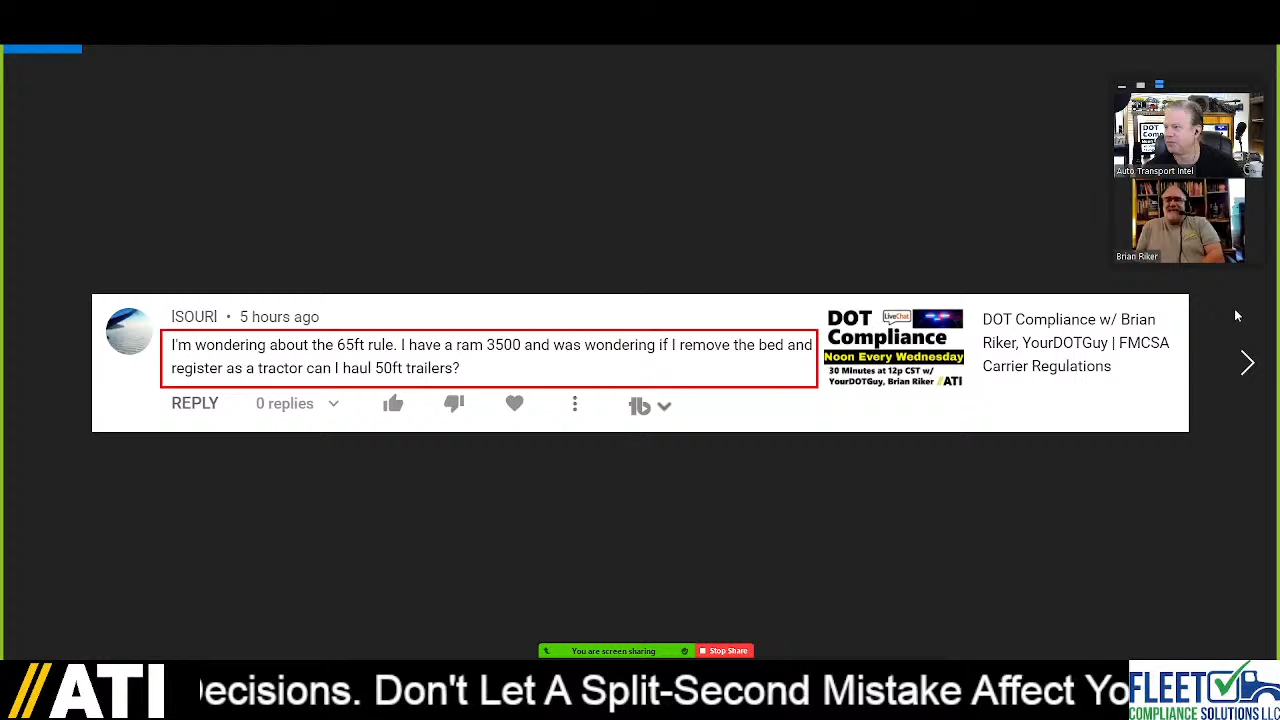 Auto Transport Intel
Brian Riker
ISOURI • 5 hours ago
I'm wondering about the 65ft rule. I have a ram 3500 and was wondering if I remove the bed and
register as a tractor can I haul 50ft trailers?
REPLY 0 replies
DOT LiveChat
Compliance
Noon Every Wednesday
30 Minutes at 12p CST w/
YourDOTGuy, Brian Riker //ATI
DOT Compliance w/ Brian
Riker, YourDOTGuy | FMCSA
Carrier Regulations
You are screen sharing Stop Share
//ATI
Decisions. Don't Let A Split-Second Mistake Affect Yo
FLEET
COMPLIANCE SOLUTIONS LLC